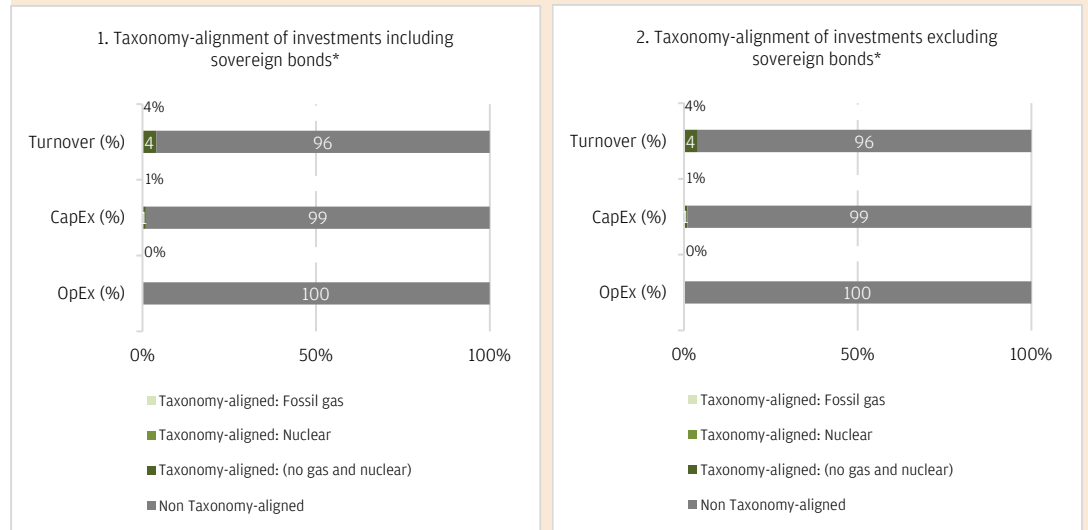 1. Taxonomy-alignment of investments including
sovereign bonds*
4%
Turnover (%)
4
96
1%
CapEx (%)
1
99
0%
OpEx (%)
100
0%
50%
100%
Taxonomy-aligned: Fossil gas
Taxonomy-aligned: Nuclear
Taxonomy-aligned: (no gas and nuclear)
Non Taxonomy-aligned
2. Taxonomy-alignment of investments excluding
sovereign bonds*
4%
Turnover (%)
4
96
1%
CapEx (%)
1
99
0%
OpEx (%)
100
0%
50%
100%
Taxonomy-aligned: Fossil gas
Taxonomy-aligned: Nuclear
Taxonomy-aligned: (no gas and nuclear)
Non Taxonomy-aligned